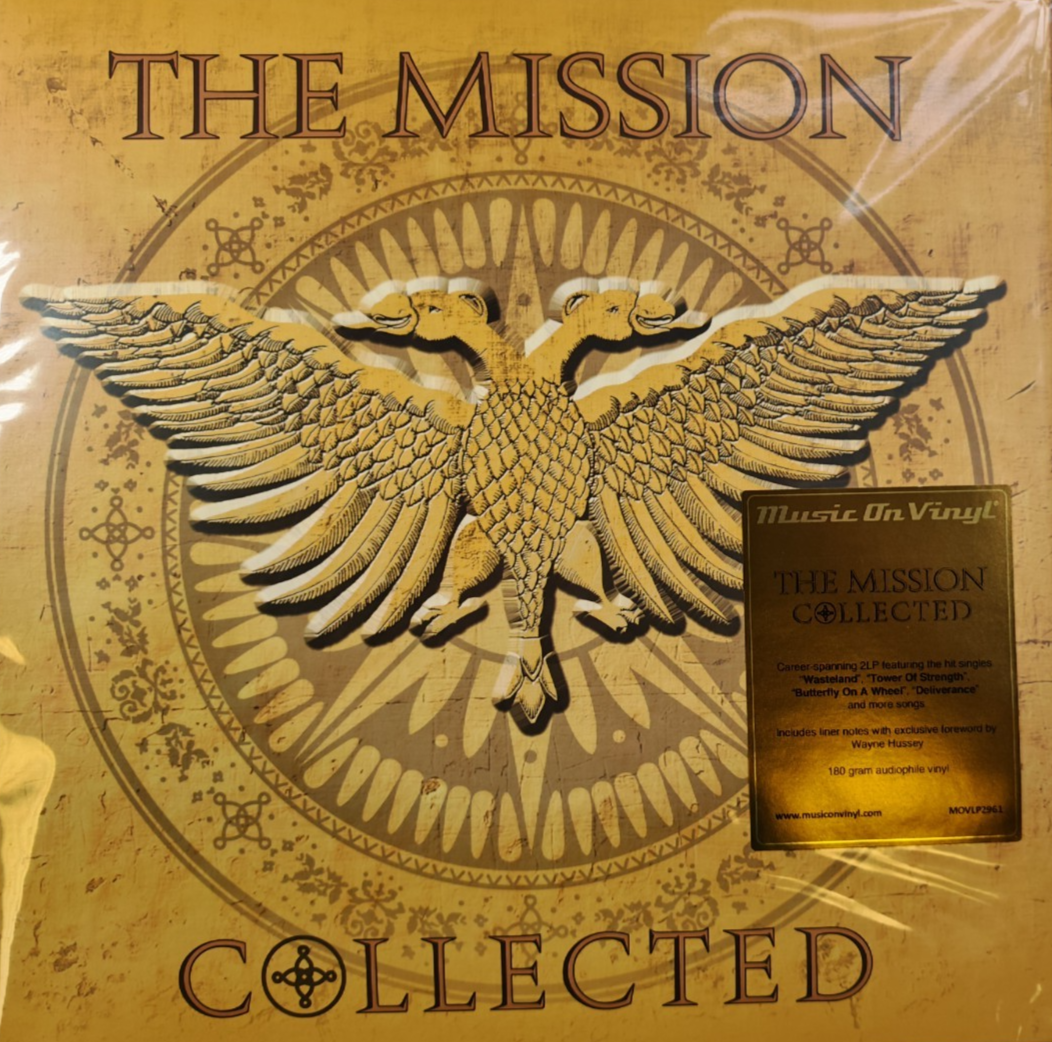 THE MISSION
Music On Vinyl
THE MISSION
COLLECTED
Career-spanning 2LP featuring the hit singles
"Wasteland", "Tower Of Strength",
"Butterfly On A Wheel", "Deliverance"
and more songs
Includes liner notes with exclusive foreword by
Wayne Hussey
180 gram audiophile vinyl
www.musiconvinyl.com MOVLP2961
COLLECTED